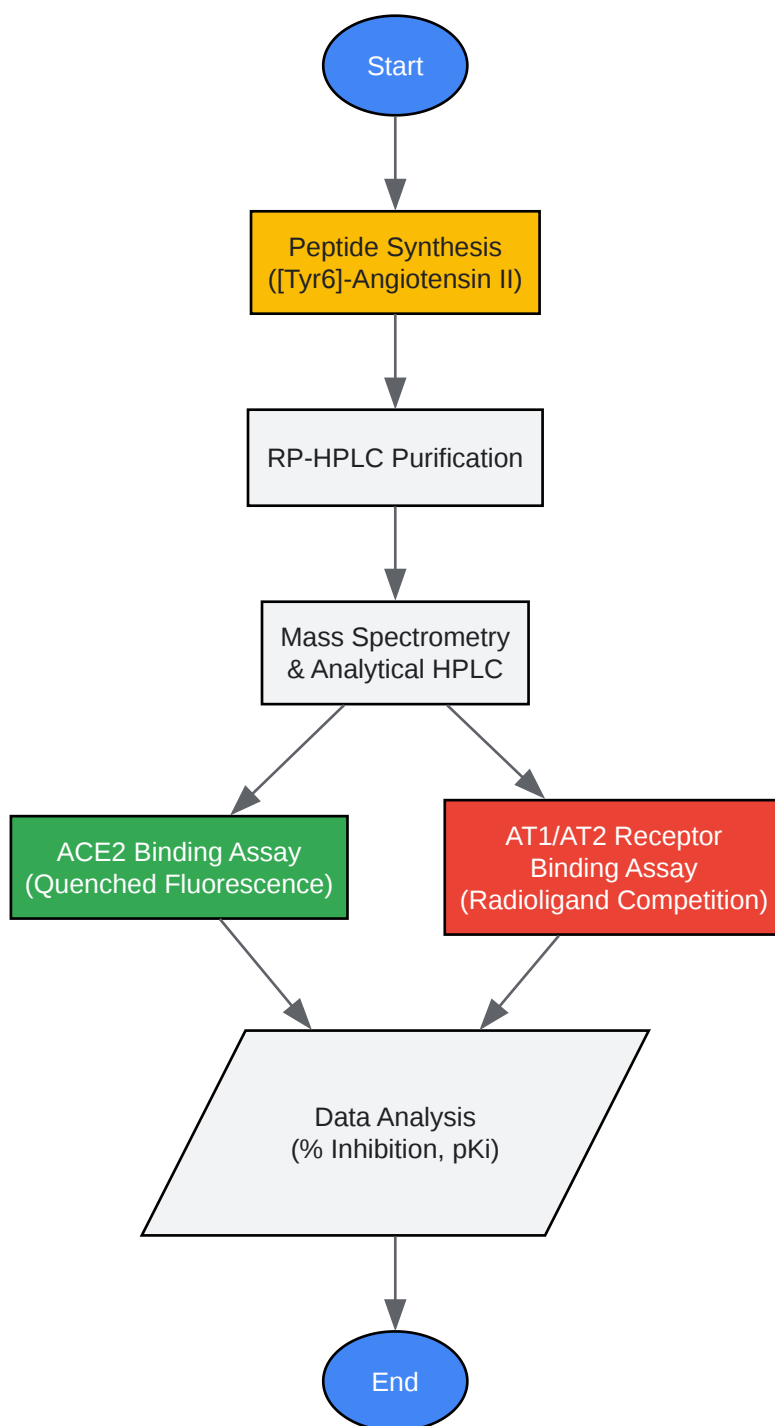 Start
Peptide Synthesis
([Tyr6]-Angiotensin II)
RP-HPLC Purification
Mass Spectrometry
& Analytical HPLC
ACE2 Binding Assay
(Quenched Fluorescence)
AT1/AT2 Receptor
Binding Assay
(Radioligand Competition)
Data Analysis
(% Inhibition, pKi)
End